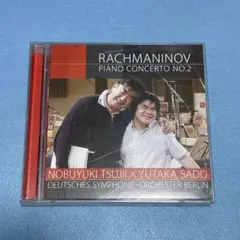 RACHMANINOV
PIANO CONCERTO NO.2
NOBUYUKI TSUJII × YUTAKA SADO
DEUTSCHES SYMPHONIE-ORCHESTER BERLIN